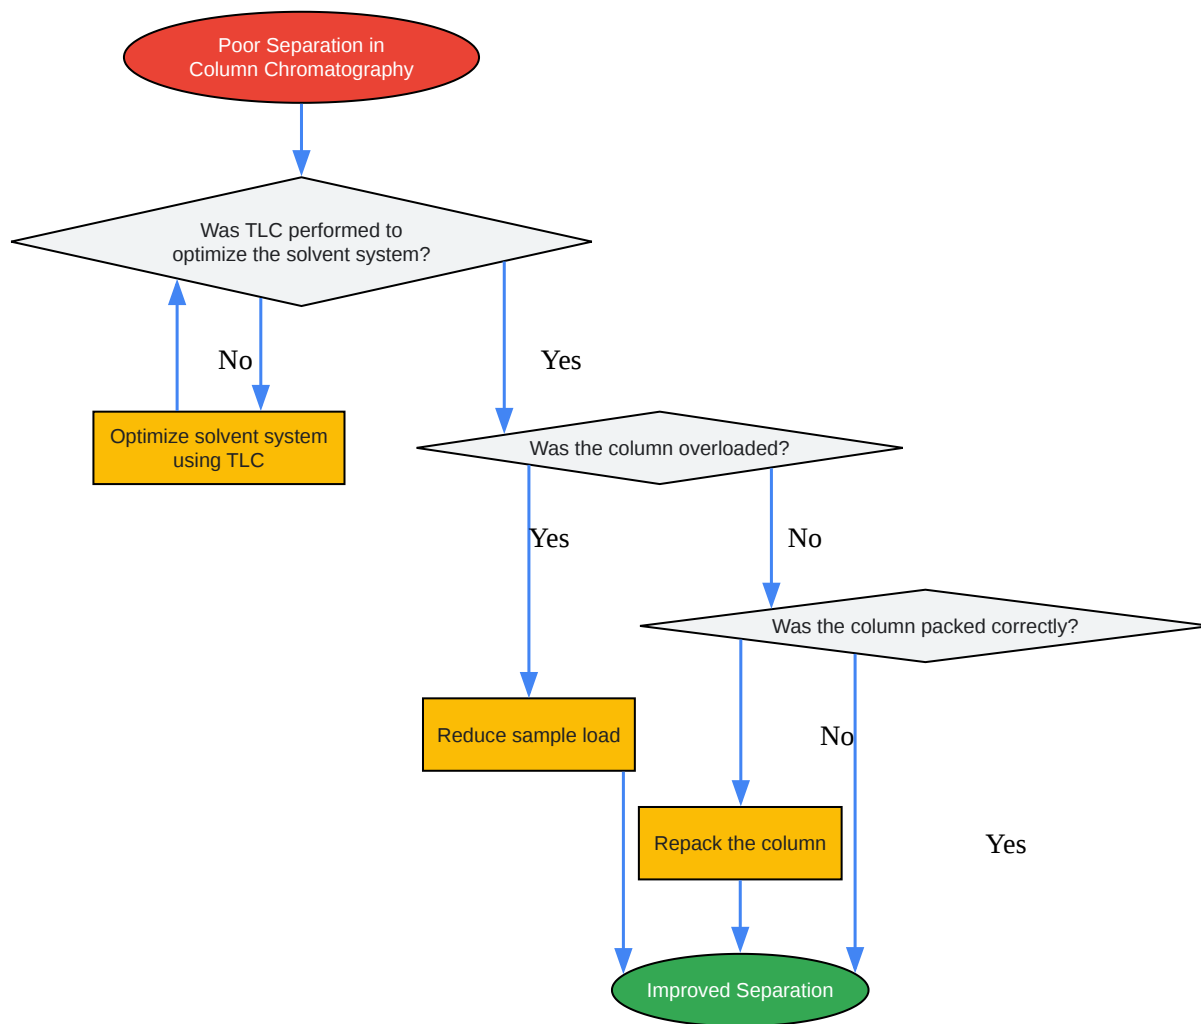 Poor Separation in
Column Chromatography
Was TLC performed to
optimize the solvent system?
No
Yes
Optimize solvent system
using TLC
Was the column overloaded?
Yes
No
Was the column packed correctly?
Reduce sample load
No
Repack the column
Yes
Improved Separation